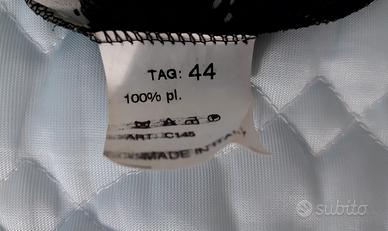 TAG: 44
100% pl.
ART. C145
MADE IN ITALY
subito